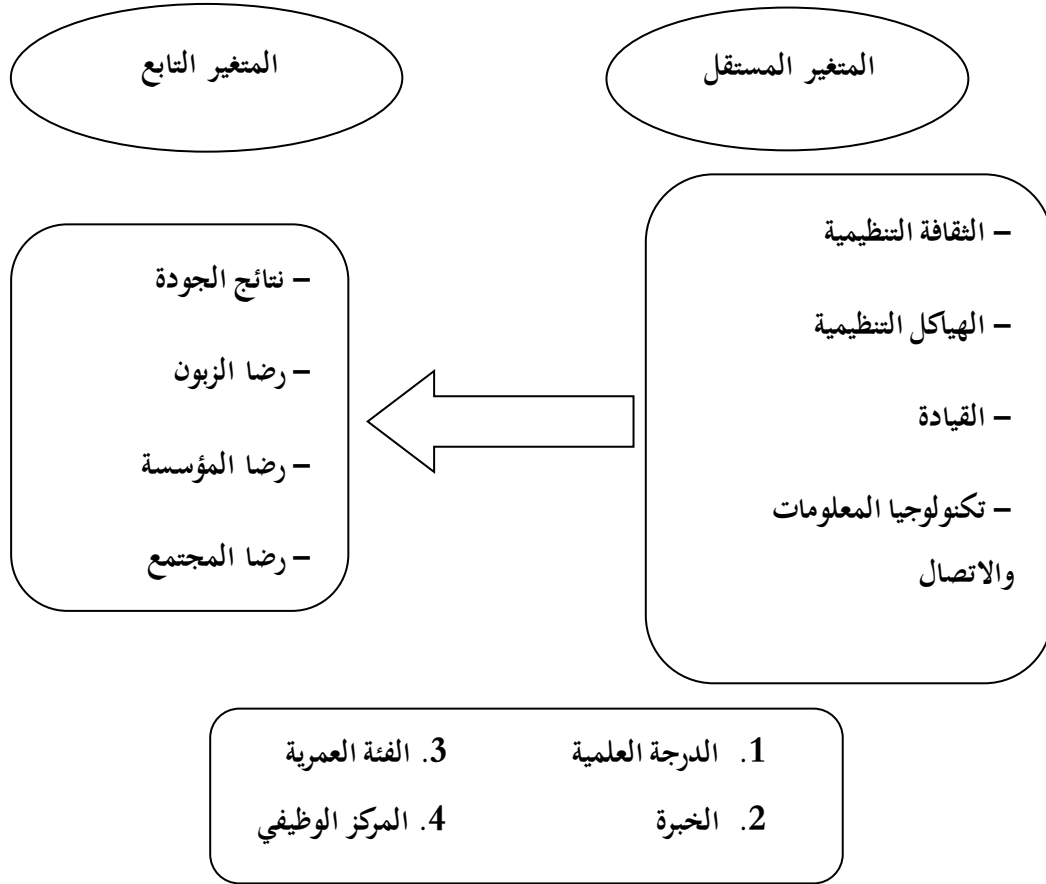 المتغير المستقل
المتغير التابع
– الثقافة التنظيمية
– الهياكل التنظيمية
– القيادة
– تكنولوجيا المعلومات
والاتصال
– نتائج الجودة
– رضا الزبون
– رضا المؤسسة
– رضا المجتمع
1. الدرجة العلمية
3. الفئة العمرية
2. الخبرة
4. المركز الوظيفي